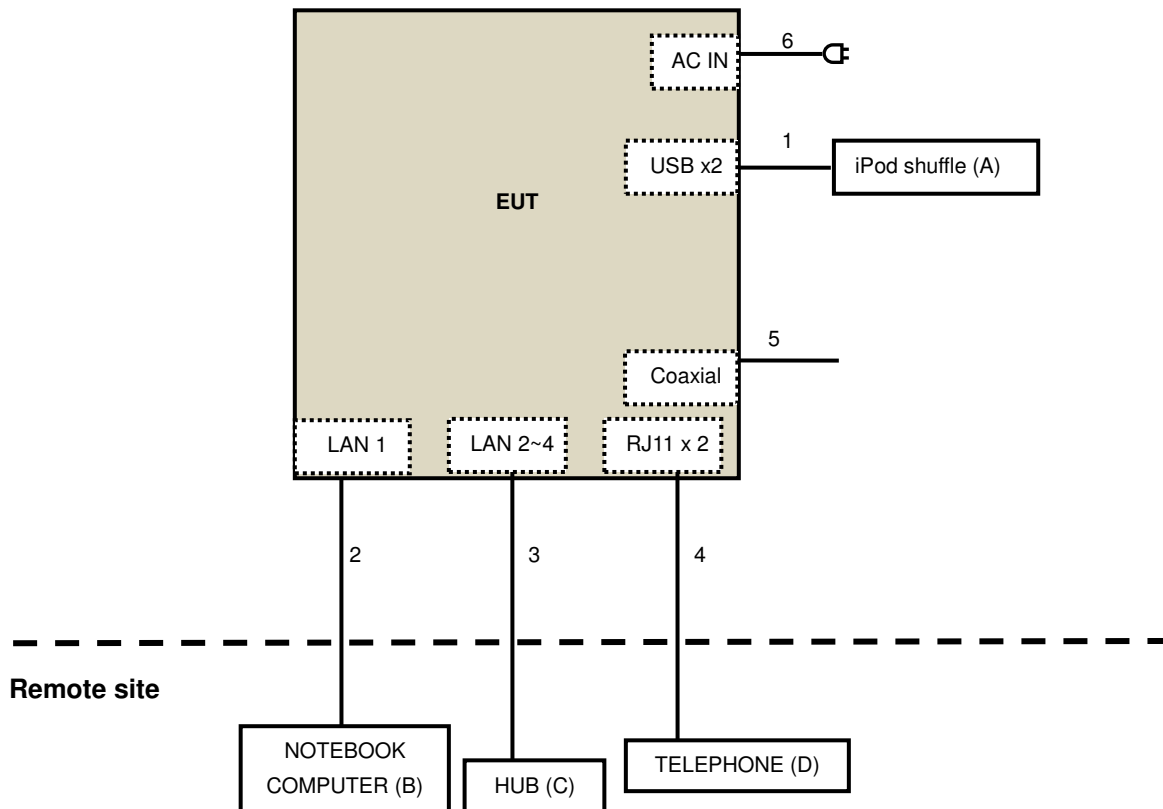 6
AC IN
1
USB x2
iPod shuffle (A)
EUT
5
Coaxial
LAN 1
LAN 2~4
RJ11 x 2
2
3
4
Remote site
NOTEBOOK
COMPUTER (B)
HUB (C)
TELEPHONE (D)